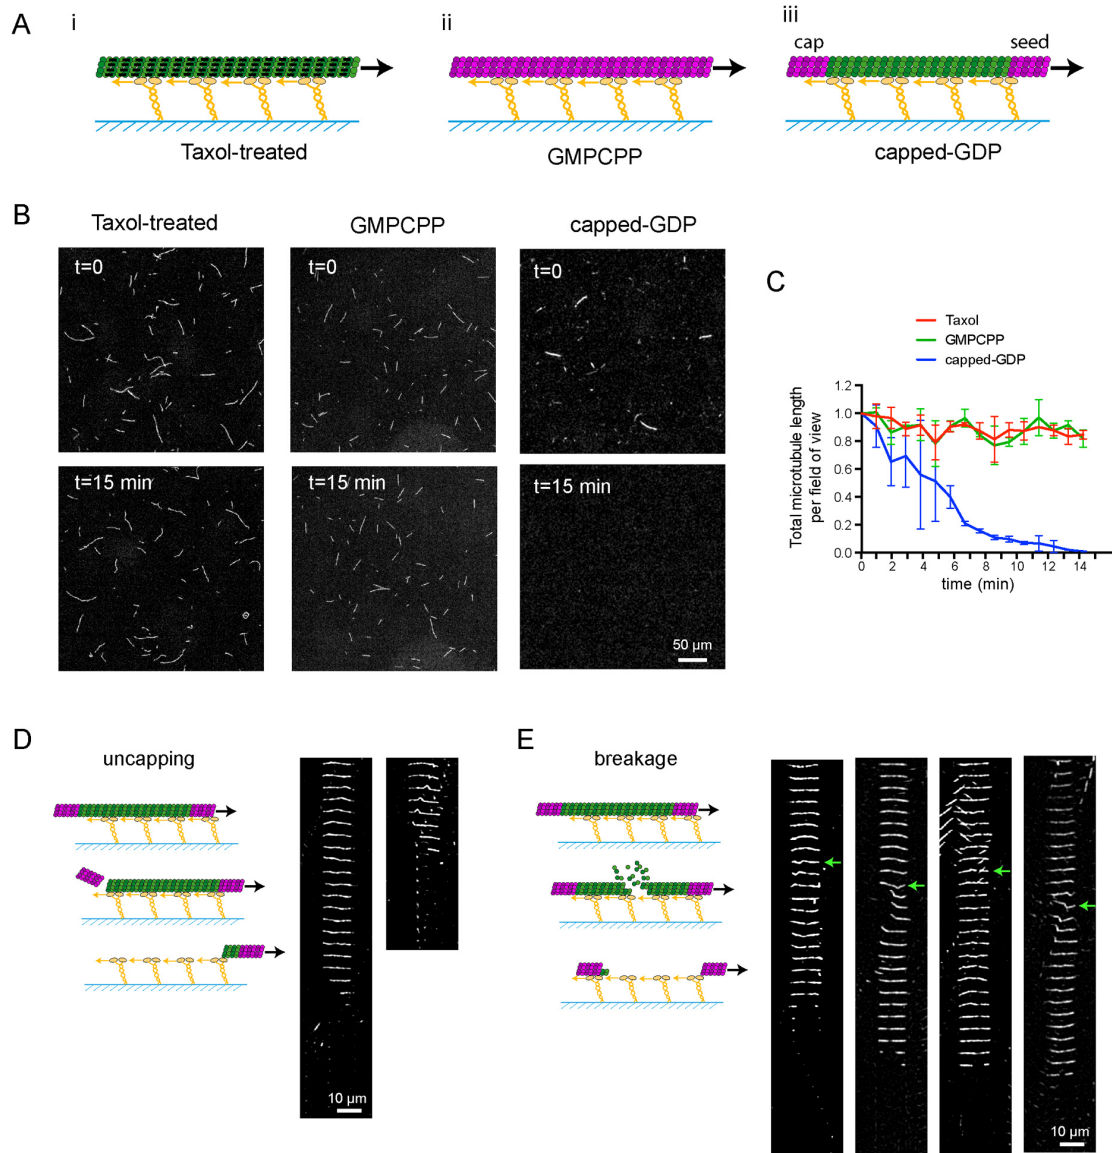 A
i
ii
iii
cap
seed
Taxol-treated
GMPCPP
capped-GDP
B
Taxol-treated
GMPCPP
capped-GDP
t=0
t=0
t=0
t=15 min
t=15 min
t=15 min
50 µm
C
Taxol
GMPCPP
capped-GDP
Total microtubule length
per field of view
1.2
1.0
0.8
0.6
0.4
0.2
0.0
0 2 4 6 8 10 12 14
time (min)
D
uncapping
10 µm
E
breakage
10 µm